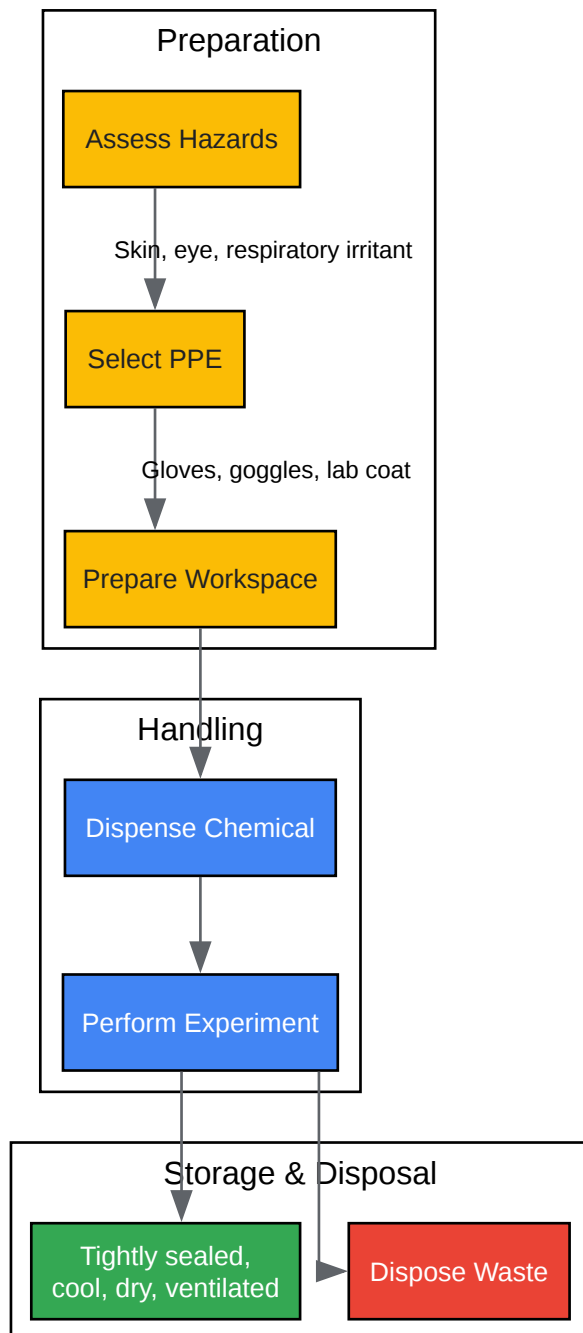 Preparation
Assess Hazards
Skin, eye, respiratory irritant
Select PPE
Gloves, goggles, lab coat
Prepare Workspace
Handling
Dispense Chemical
Perform Experiment
Storage & Disposal
Tightly sealed,
cool, dry, ventilated
Dispose Waste